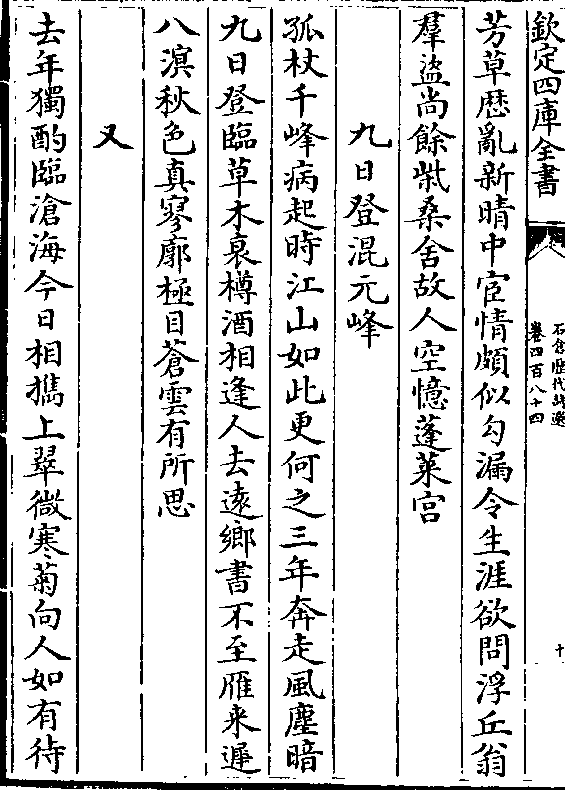 欽定四庫全書
石倉歷代詩選
卷四百八十四
十
芳草歴亂新晴中宦情頗似勾漏令生涯欲問浮丘翁
羣盜尚餘紫桑舍故人空憶蓬萊宫
九日登混元峰
孤杖千峰病起時江山如此更何之三年奔走風塵暗
九日登臨草木衰樽酒相逢人去遠鄉書不至雁来遲
八溟秋色真寥廓極目蒼雲有所思
又
去年獨酌臨滄海今日相攜上翠微寒菊向人如有待